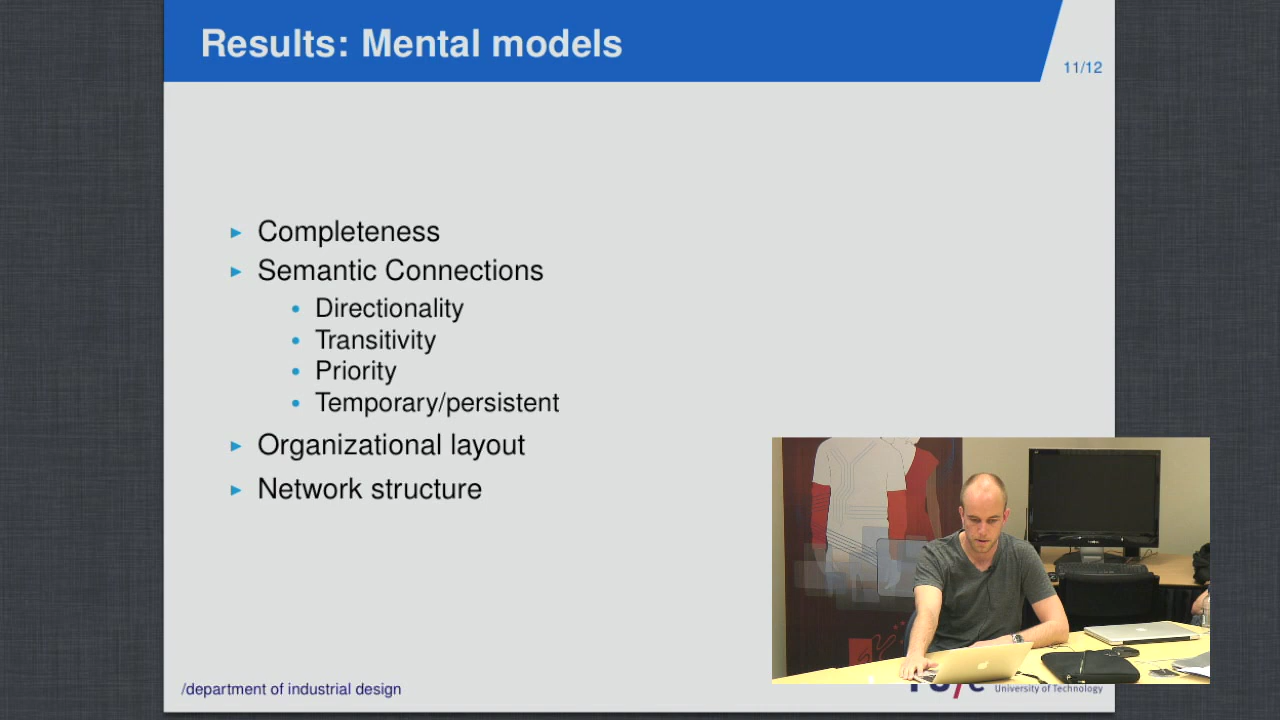 Results: Mental models
11/12
Completeness
Semantic Connections
Directionality
Transitivity
Priority
Temporary/persistent
Organizational layout
Network structure
/department of industrial design
University of Technology